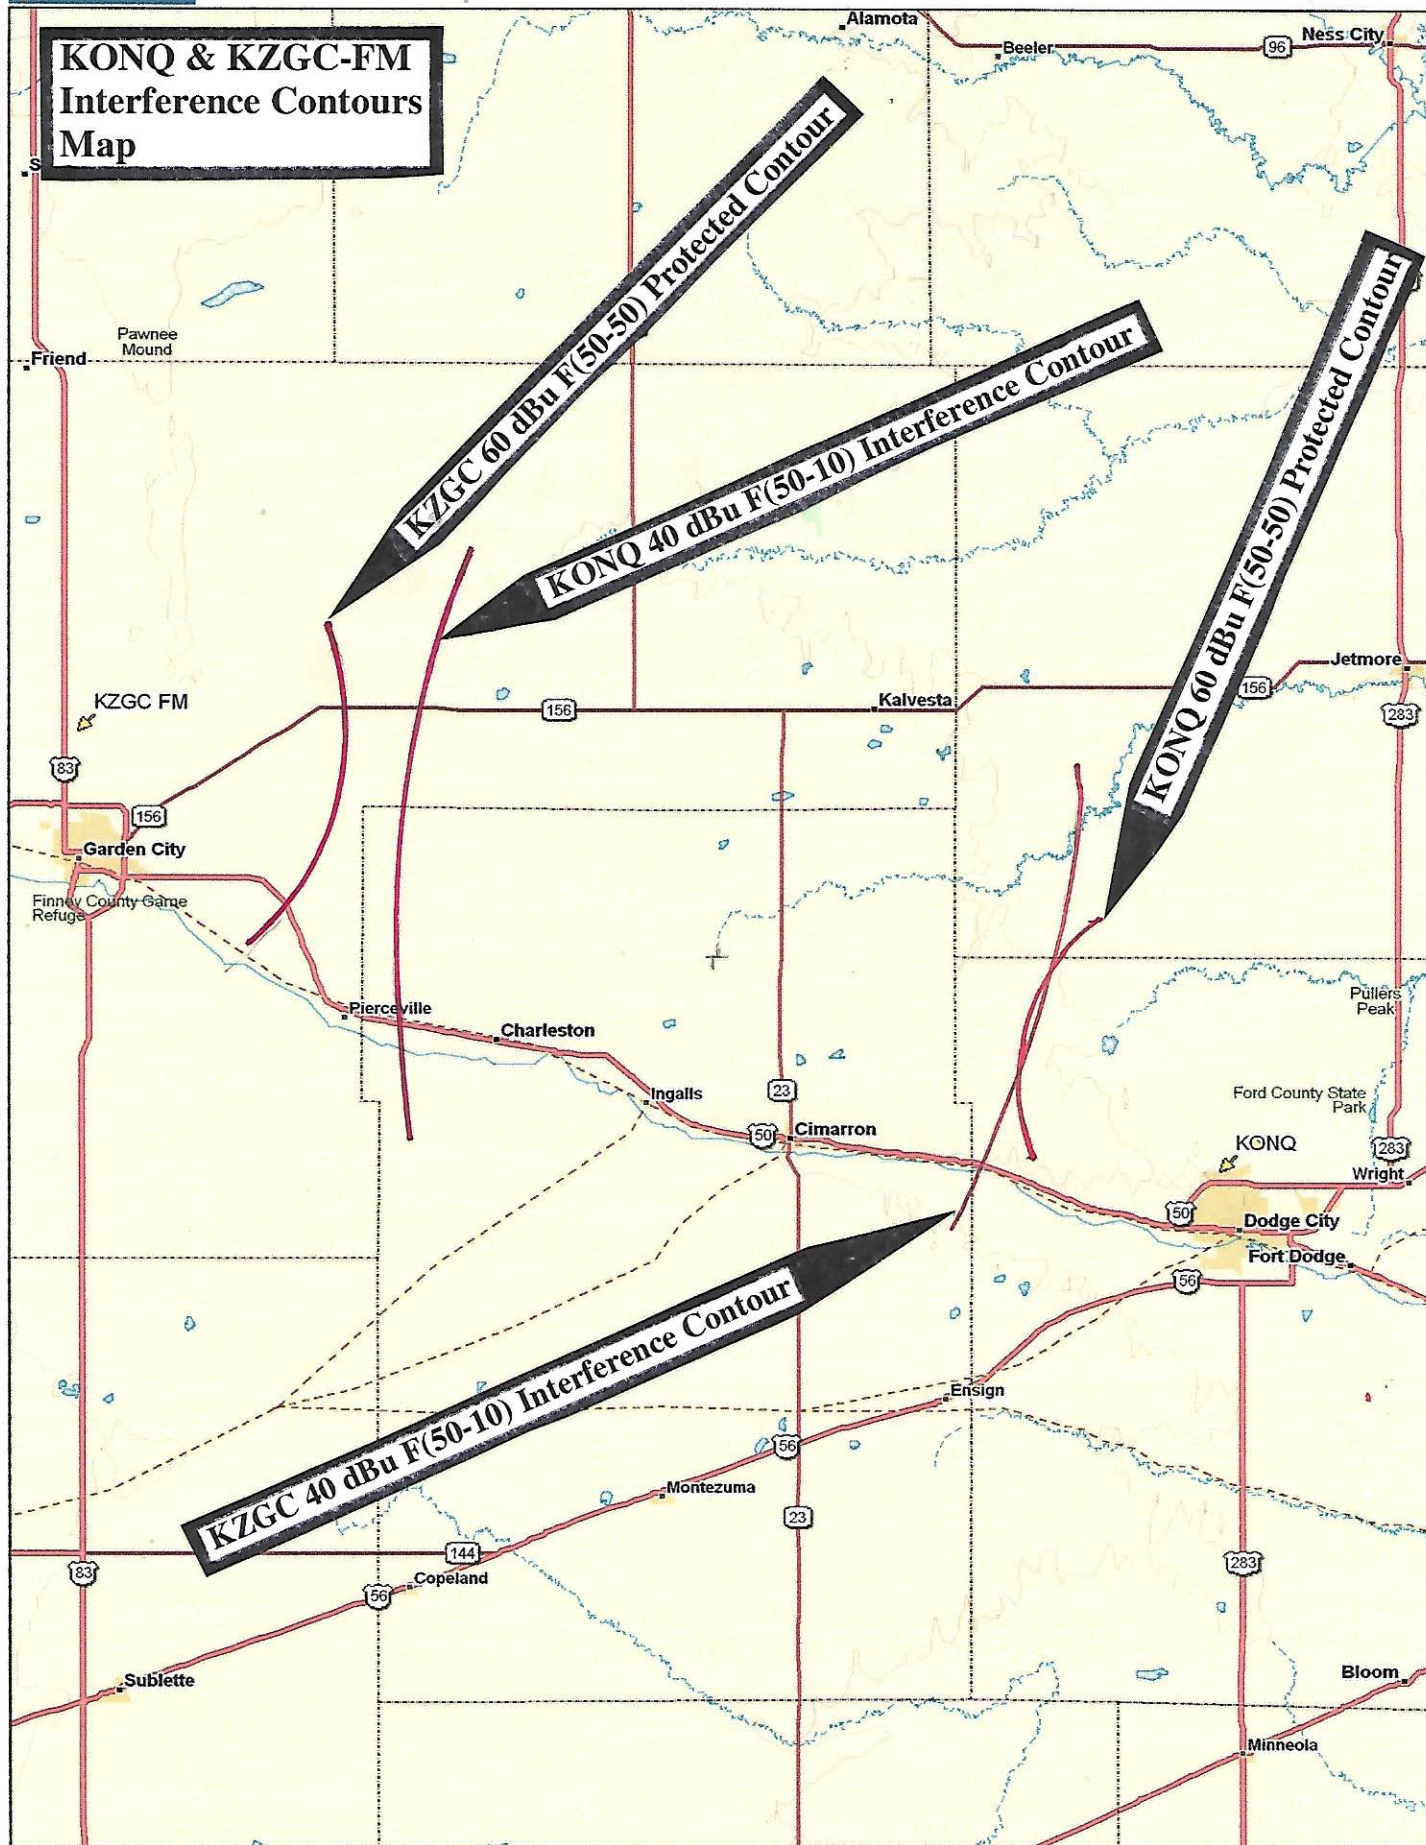 KONQ & KZGC-FM
Interference Contours
Map
Alamota
Beeler
96
Ness City
S
KZGC 60 dBu F(50-50) Protected Contour
KONQ 40 dBu F(50-10) Interference Contour
KONQ 60 dBu F(50-50) Protected Contour
Pawnee
Mound
Friend
Jetmore
156
283
KZGC FM
156
Kalvesta
83
156
Garden City
Finney County Game
Refuge
Pierceville
Charleston
Pullers
Peak
Ingalls
23
50
Cimarron
Ford County State
Park
KONQ
283
Wright
50
Dodge City
Fort Dodge
56
KZGC 40 dBu F(50-10) Interference Contour
Ensign
56
Montezuma
23
144
83
56
Copeland
283
Sublette
Bloom
Minneola